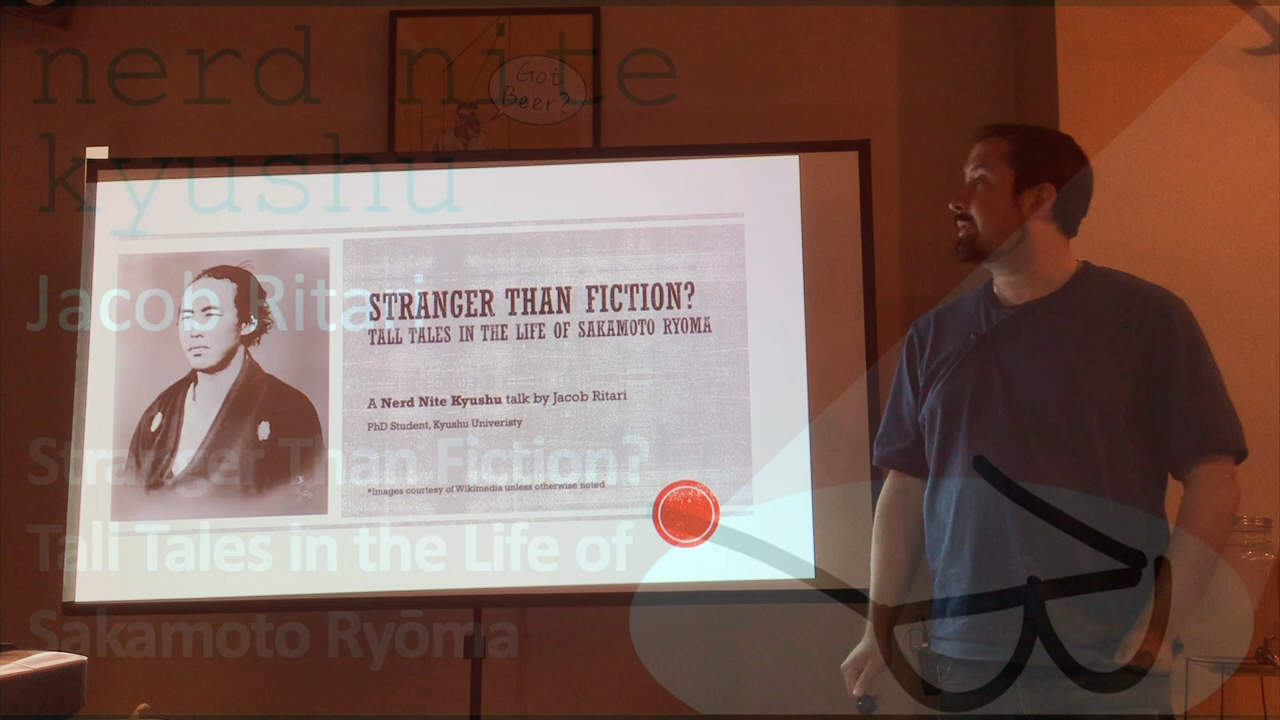 nerd nite
kyushu
Jacob Ritari
Stranger Than Fiction?
Tall Tales in the Life of
Sakamoto Ryōma
Got
Beer?
STRANGER THAN FICTION?
TALL TALES IN THE LIFE OF SAKAMOTO RYOMA
A Nerd Nite Kyushu talk by Jacob Ritari
PhD Student, Kyushu Univeristy
*Images courtesy of Wikimedia unless otherwise noted